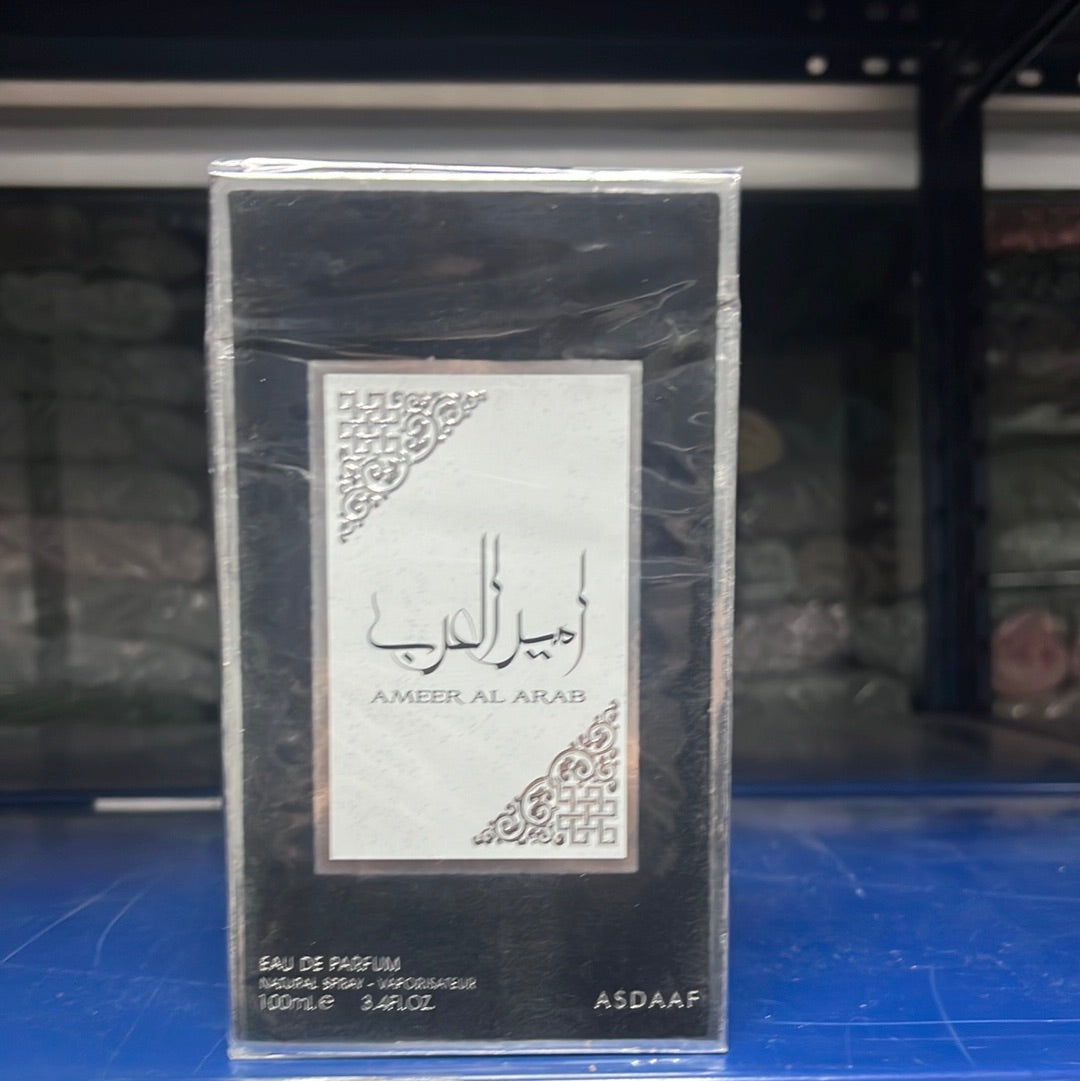 أمير العرب
AMEER AL ARAB
EAU DE PARFUM
NATURAL SPRAY - VAPORISATEUR
100ml.e 3.4FL.OZ.
ASDAAF